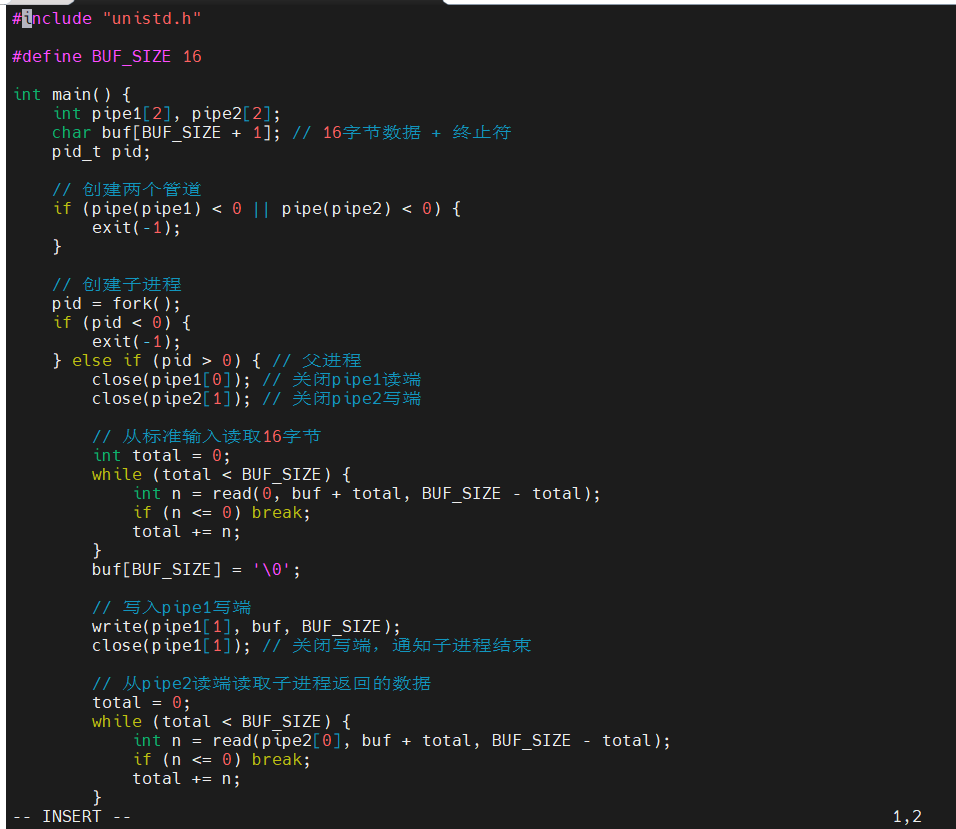 #include "unistd.h"

#define BUF_SIZE 16

int main() {
    int pipe1[2], pipe2[2];
    char buf[BUF_SIZE + 1]; // 16字节数据 + 终止符
    pid_t pid;

    // 创建两个管道
    if (pipe(pipe1) < 0 || pipe(pipe2) < 0) {
        exit(-1);
    }

    // 创建子进程
    pid = fork();
    if (pid < 0) {
        exit(-1);
    } else if (pid > 0) { // 父进程
        close(pipe1[0]); // 关闭pipe1读端
        close(pipe2[1]); // 关闭pipe2写端

        // 从标准输入读取16字节
        int total = 0;
        while (total < BUF_SIZE) {
            int n = read(0, buf + total, BUF_SIZE - total);
            if (n <= 0) break;
            total += n;
        }
        buf[BUF_SIZE] = '\0';

        // 写入pipe1写端
        write(pipe1[1], buf, BUF_SIZE);
        close(pipe1[1]); // 关闭写端，通知子进程结束

        // 从pipe2读端读取子进程返回的数据
        total = 0;
        while (total < BUF_SIZE) {
            int n = read(pipe2[0], buf + total, BUF_SIZE - total);
            if (n <= 0) break;
            total += n;
        }
-- INSERT -- 1,2